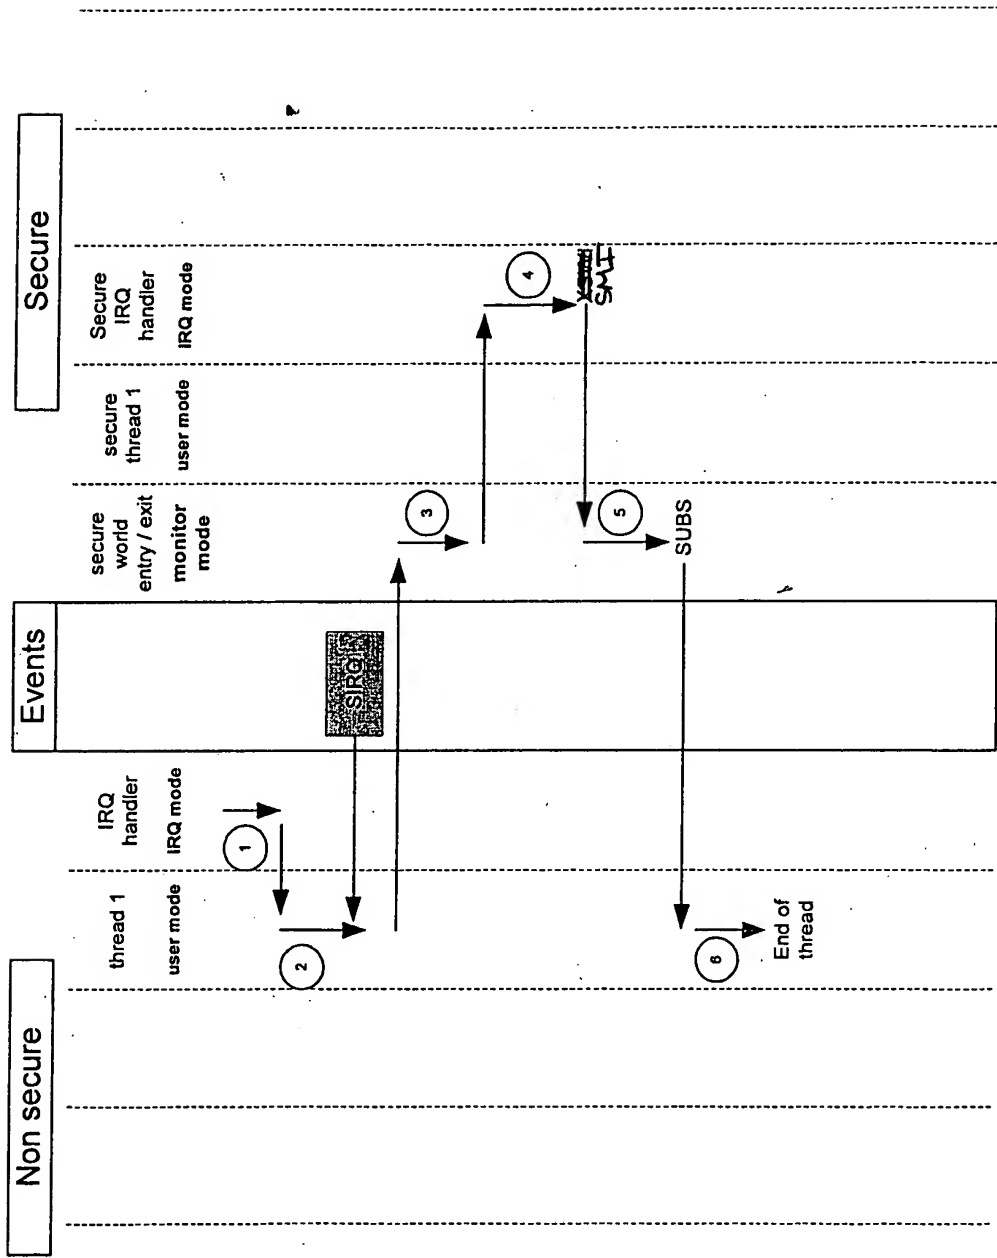 Non secure
Events
Secure
thread 1
user mode
IRQ
handler
IRQ mode
secure
world
entry / exit
monitor
mode
secure
thread 1
user mode
Secure
IRQ
handler
IRQ mode
1
2
SIRQ
3
4
SMI
5
SUBS
6
End of
thread